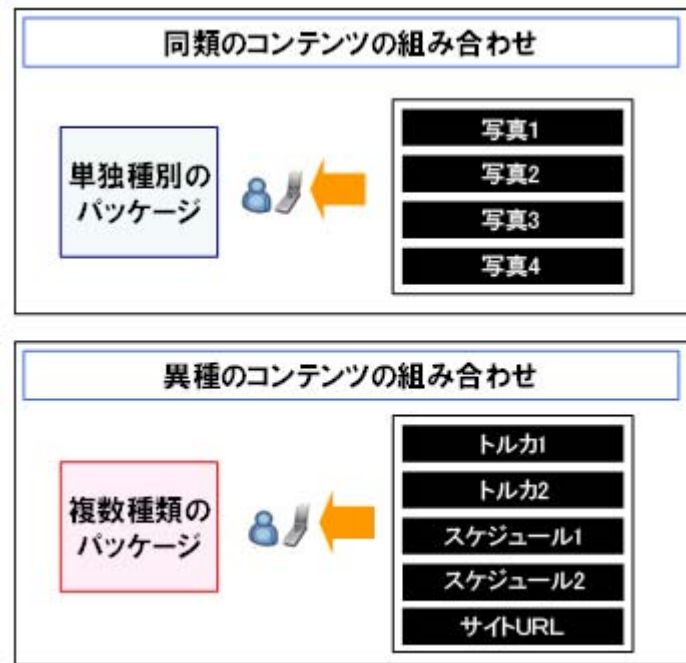 同類のコンテンツの組み合わせ
単独種別の
パッケージ
写真1
写真2
写真3
写真4
異種のコンテンツの組み合わせ
複数種類の
パッケージ
トルカ1
トルカ2
スケジュール1
スケジュール2
サイトURL